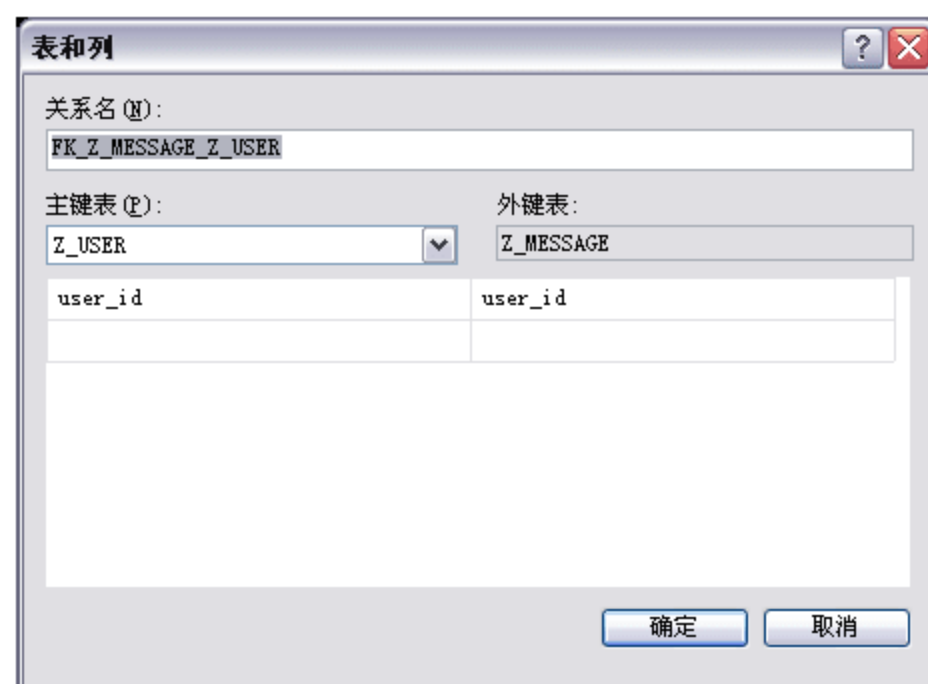 表和列
关系名(N):
FK_Z_MESSAGE_Z_USER
主键表(P):
外键表:
Z_USER
Z_MESSAGE
user_id
user_id
确定
取消